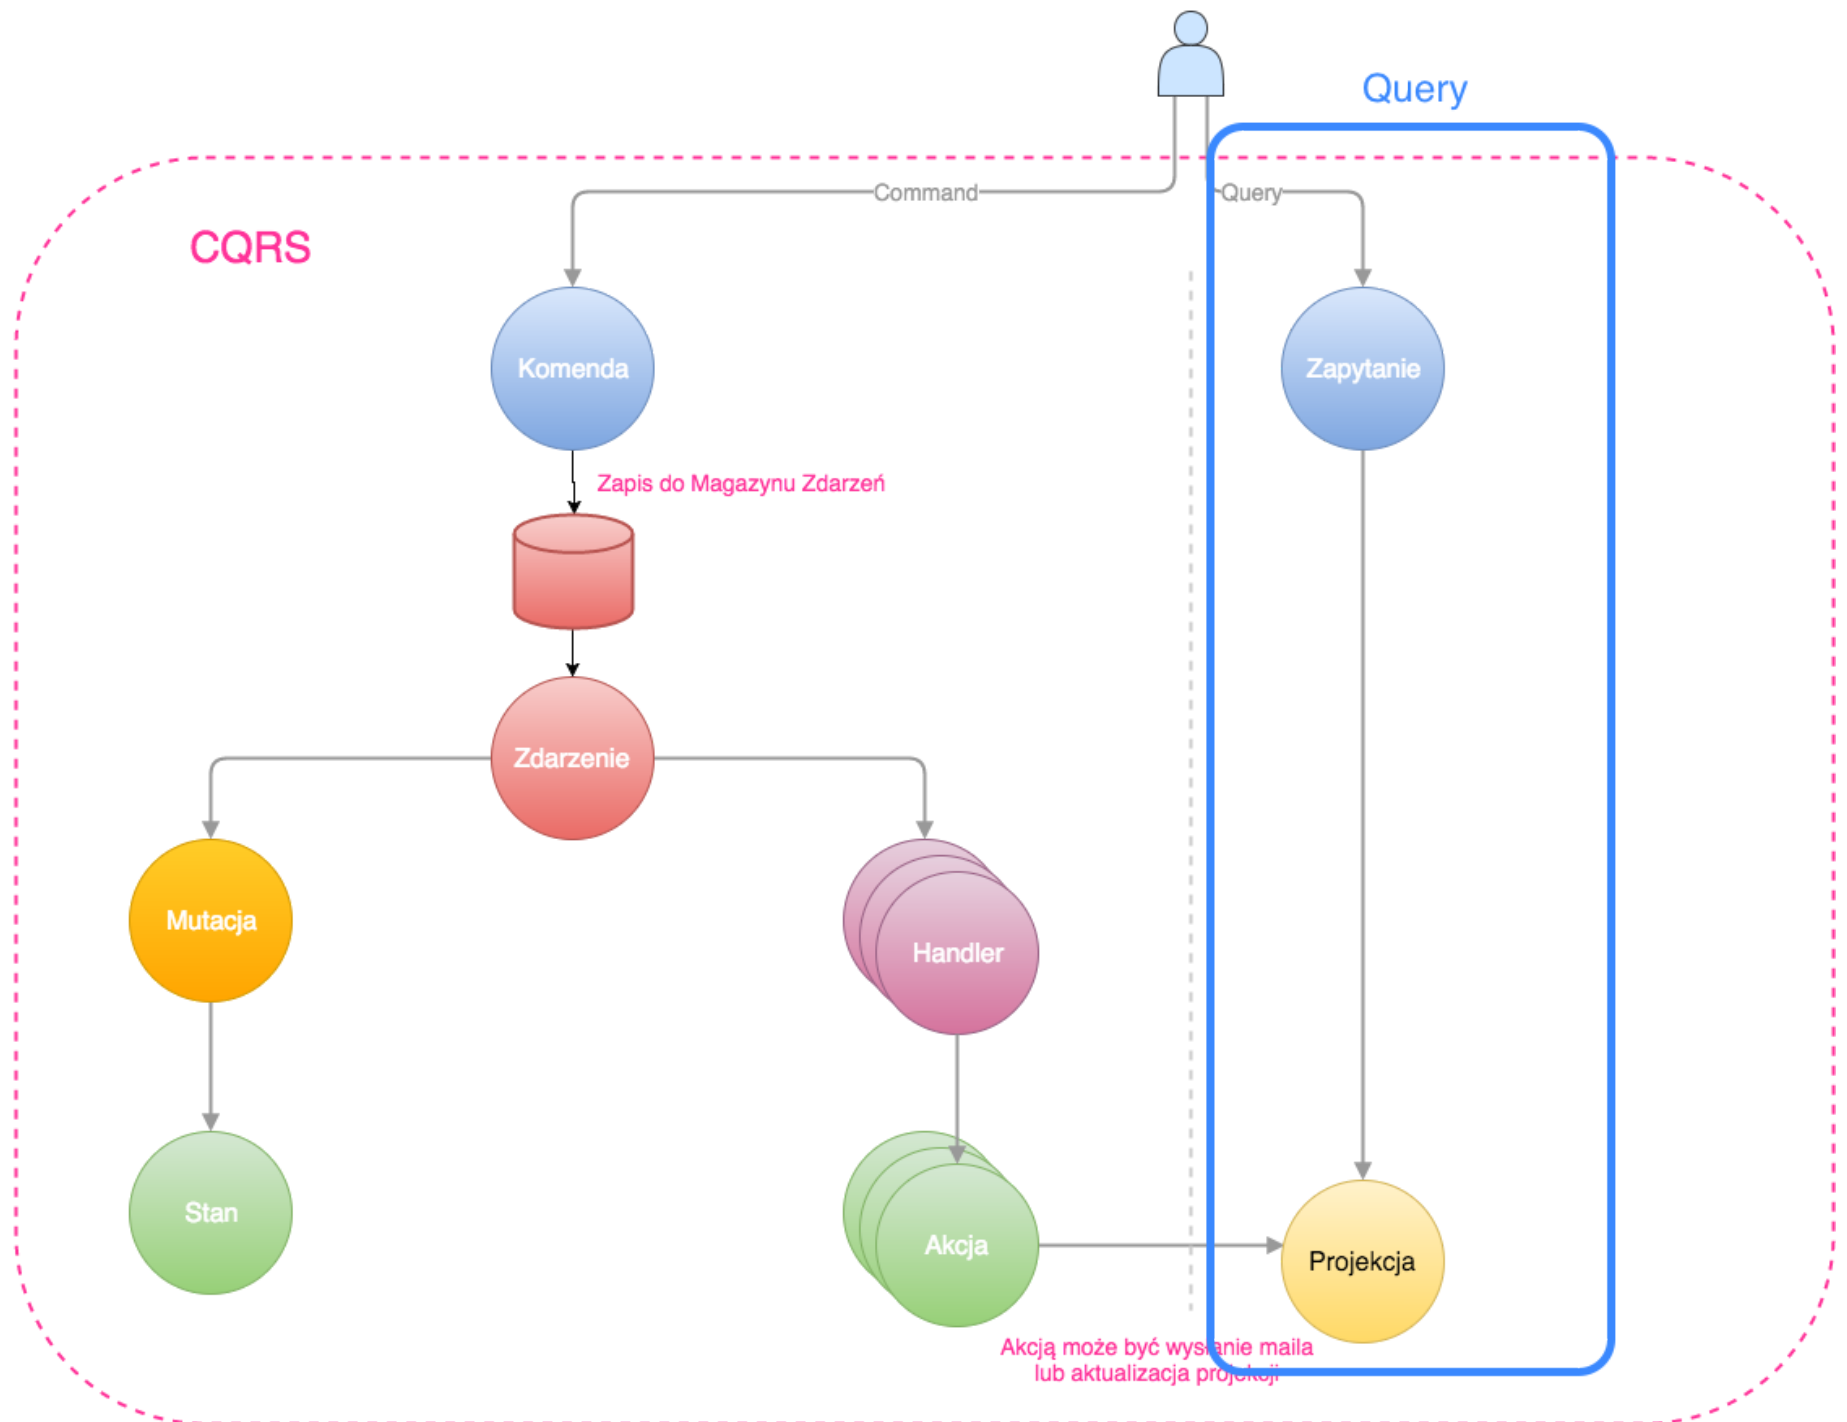 Query
Command
Query
CQRS
Komenda
Zapytanie
Zapis do Magazynu Zdarzeń
Zdarzenie
Mutacja
Handler
Stan
Akcja
Projekcja
Akcją może być wysłanie maila
lub aktualizacja projekcji